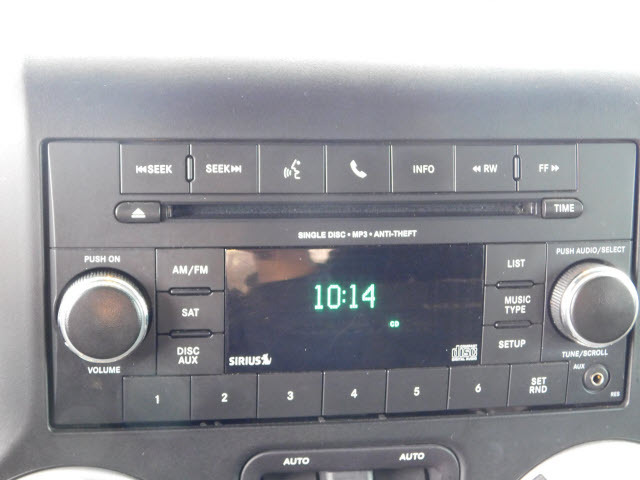 SEEK SEEK INFO RW FF
TIME
SINGLE DISC • MP3 • ANTI-THEFT
PUSH ON
PUSH AUDIO/SELECT
AM/FM
LIST
10:14
SAT
MUSIC
TYPE
CD
DISC
AUX
SETUP
SIRIUS
disc
VOLUME
TUNE/SCROLL
1 2 3 4 5 6
SET
RND
AUX
AUTO AUTO